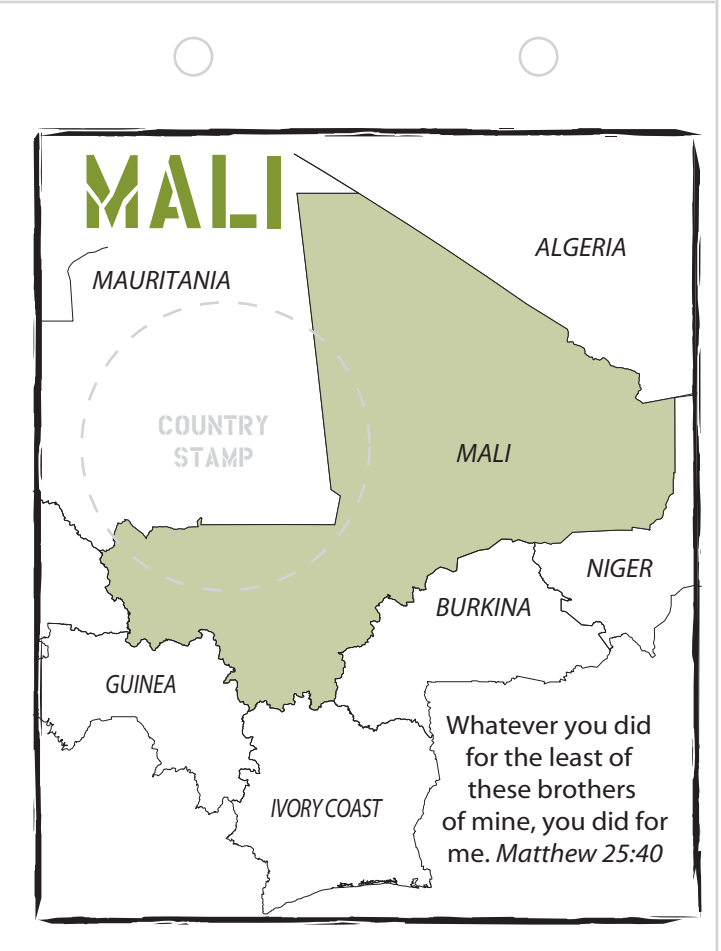 MALI
ALGERIA
MAURITANIA
COUNTRY
STAMP
MALI
NIGER
BURKINA
GUINEA
IVORY COAST
Whatever you did
for the least of
these brothers
of mine, you did for
me. Matthew 25:40